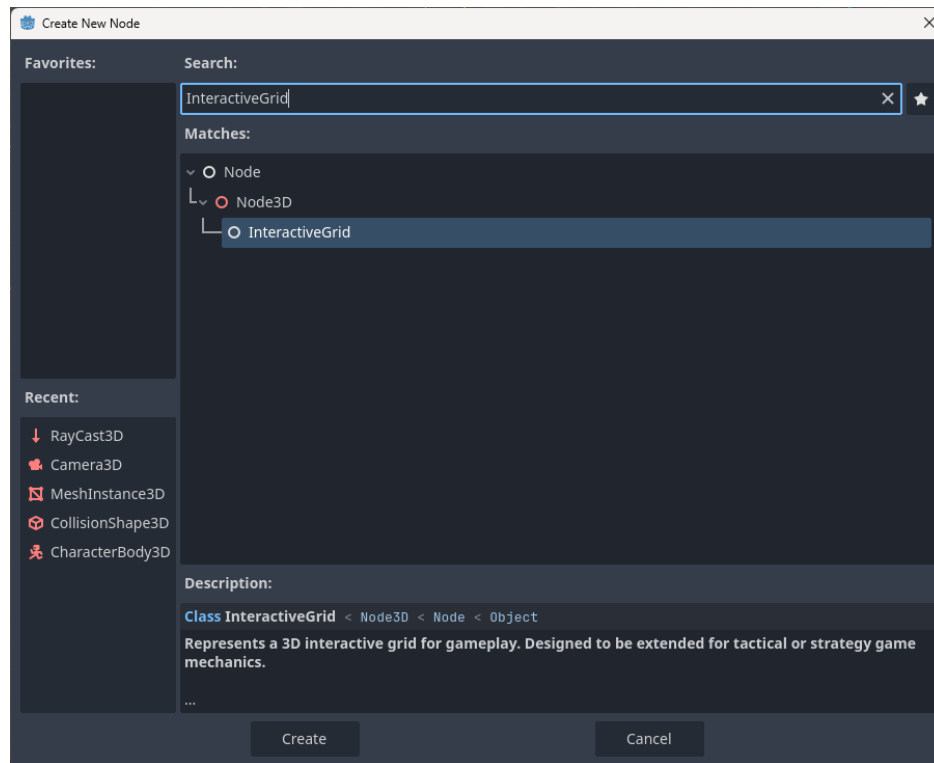 Create New Node
Favorites:
Search:
InteractiveGrid
Matches:
Node
Node3D
InteractiveGrid
Recent:
RayCast3D
Camera3D
MeshInstance3D
CollisionShape3D
CharacterBody3D
Description:
Class InteractiveGrid < Node3D < Node < Object
Represents a 3D interactive grid for gameplay. Designed to be extended for tactical or strategy game
mechanics.
...
Create
Cancel